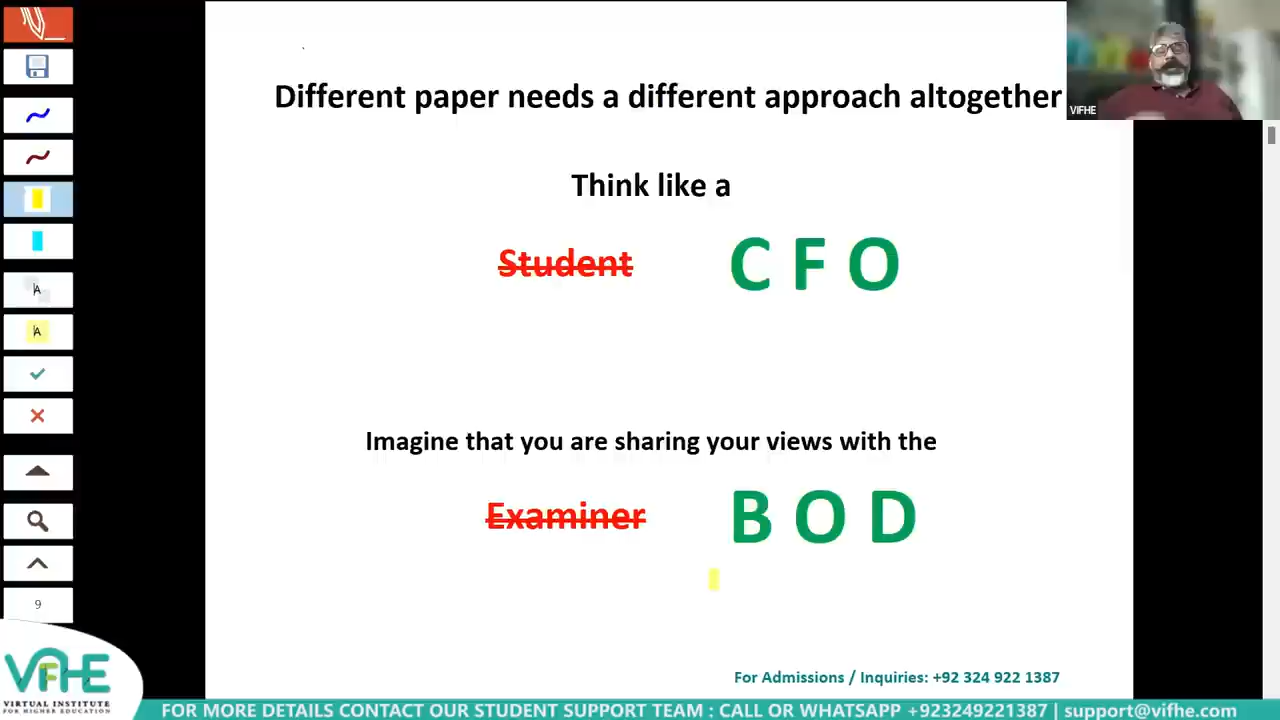 Different paper needs a different approach altogether
VIFHE
Think like a
Student C F O
A
A
Imagine that you are sharing your views with the
Examiner B O D
9
For Admissions / Inquiries: +92 324 922 1387
VIFHE
VIRTUAL INSTITUTE
FOR HIGHER EDUCATION
FOR MORE DETAILS CONTACT OUR STUDENT SUPPORT TEAM : CALL OR WHATSAPP +923249221387 | support@vifhe.com